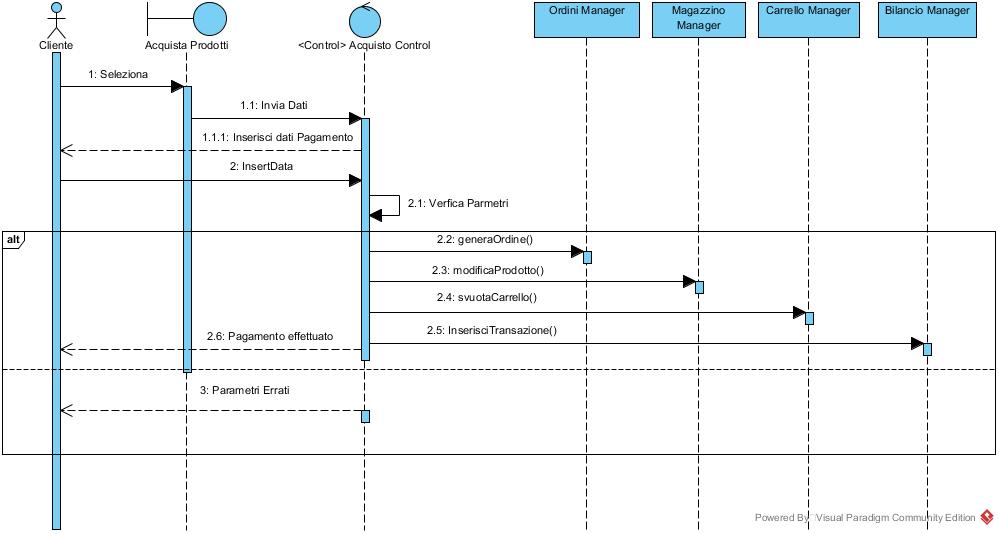 Cliente
Acquista Prodotti
<Control> Acquisto Control
Ordini Manager
Magazzino
Manager
Carrello Manager
Bilancio Manager
1: Seleziona
1.1: Invia Dati
1.1.1: Inserisci dati Pagamento
2: InsertData
2.1: Verfica Parmetri
alt
2.2: generaOrdine()
2.3: modificaProdotto()
2.4: svuotaCarrello()
2.5: InserisciTransazione()
2.6: Pagamento effettuato
3: Parametri Errati
Powered By Visual Paradigm Community Edition